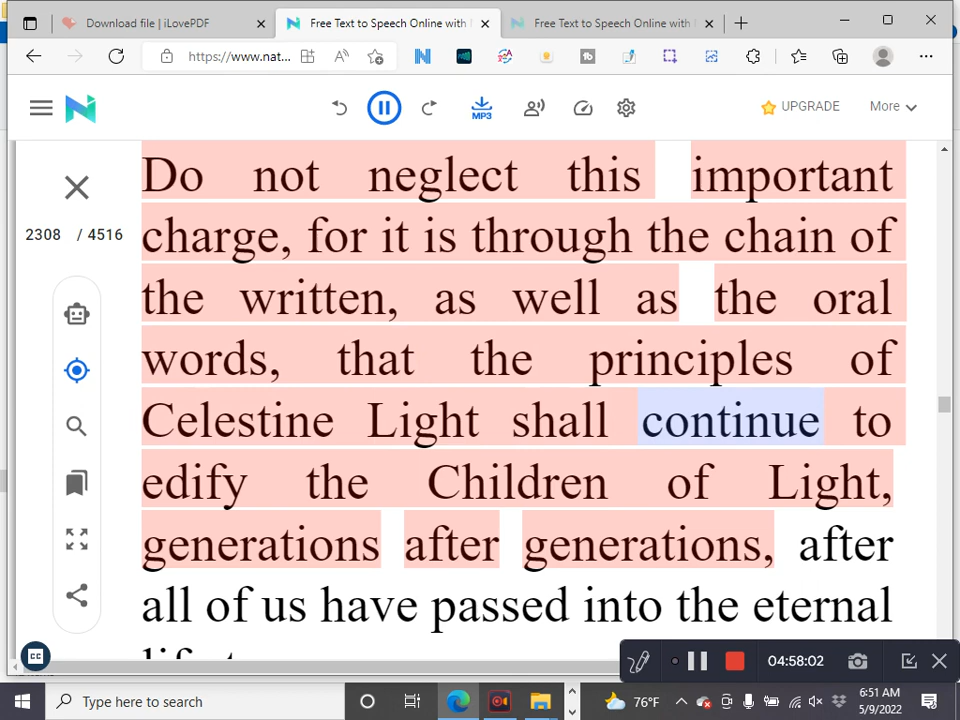 Download file | iLovePDF
Free Text to Speech Online with
Free Text to Speech Online with
https://www.nat...
UPGRADE
More
MP3
2308 / 4516
Do not neglect this important
charge, for it is through the chain of
the written, as well as the oral
words, that the principles of
Celestine Light shall continue to
edify the Children of Light,
generations after generations, after
all of us have passed into the eternal
CC
04:58:02
Type here to search
76°F
6:51 AM
5/9/2022